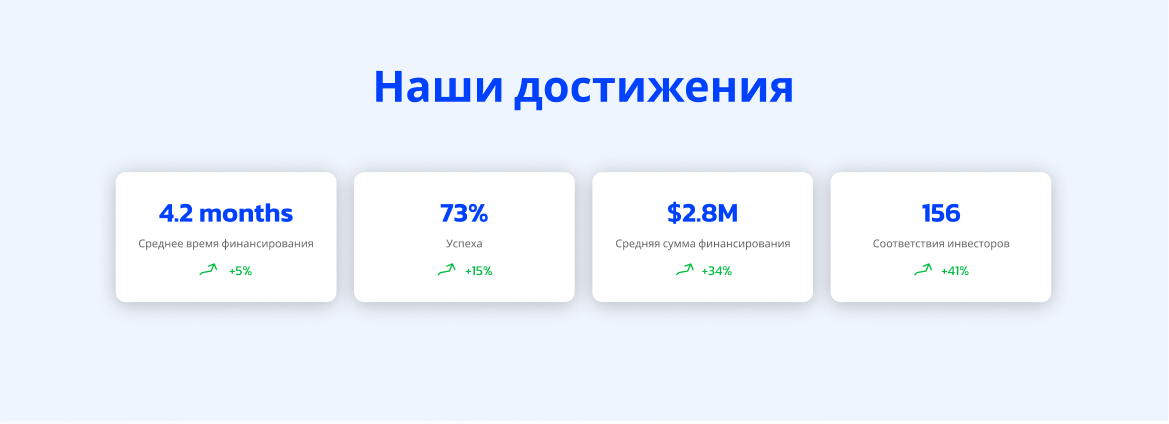 Наши достижения
4.2 months
Среднее время финансирования
+5%
73%
Успеха
+15%
$2.8M
Средняя сумма финансирования
+34%
156
Соответствия инвесторов
+41%